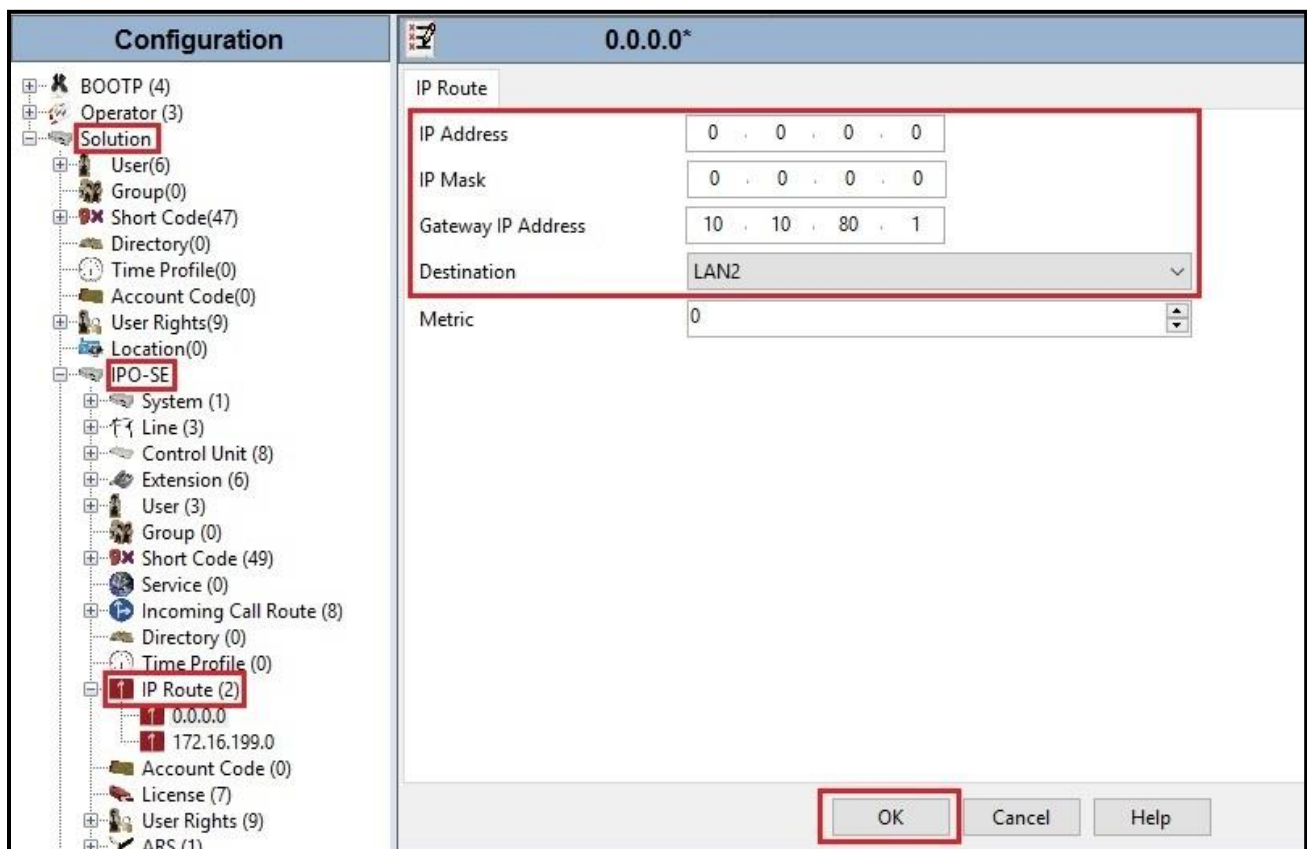 Configuration
BOOTP (4)
Operator (3)
Solution
User(6)
Group(0)
Short Code(47)
Directory(0)
Time Profile(0)
Account Code(0)
User Rights(9)
Location(0)
IPO-SE
System (1)
Line (3)
Control Unit (8)
Extension (6)
User (3)
Group (0)
Short Code (49)
Service (0)
Incoming Call Route (8)
Directory (0)
Time Profile (0)
IP Route (2)
0.0.0.0
172.16.199.0
Account Code (0)
License (7)
User Rights (9)
ARS (1)
0.0.0.0*
IP Route
IP Address 0 . 0 . 0 . 0
IP Mask 0 . 0 . 0 . 0
Gateway IP Address 10 . 10 . 80 . 1
Destination LAN2
Metric 0
OK Cancel Help